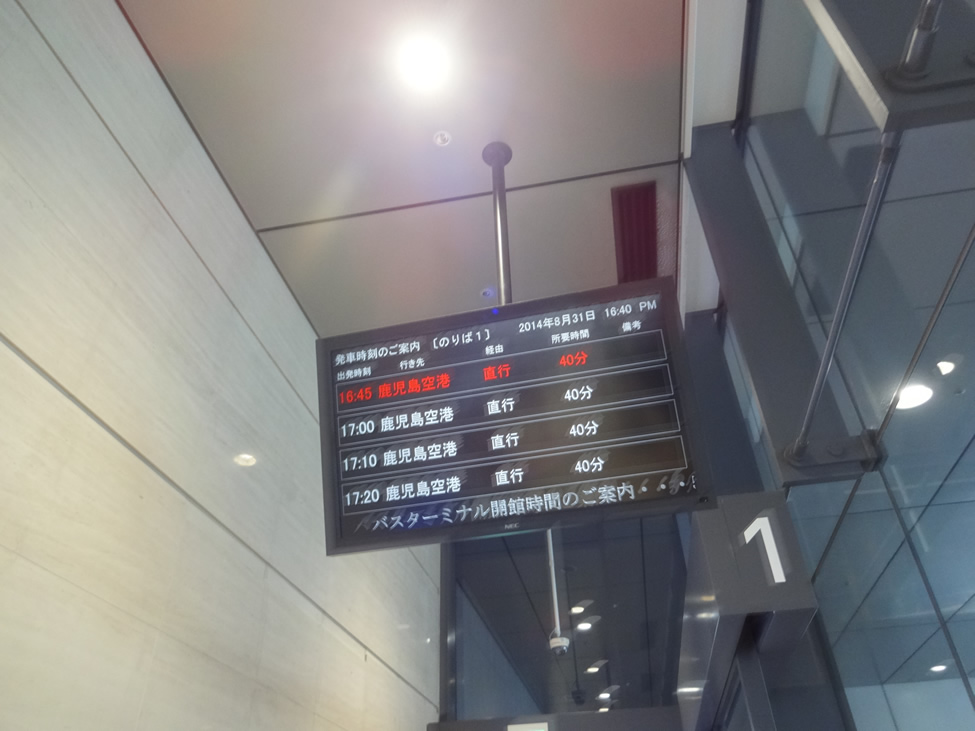 発車時刻のご案内 〔のりば1〕 2014年8月31日 16:40 PM
出発時刻 行き先 経由 所要時間 備考
16:45 鹿児島空港 直行 40分
17:00 鹿児島空港 直行 40分
17:10 鹿児島空港 直行 40分
17:20 鹿児島空港 直行 40分
バスターミナル開館時間のご案内・・・
NEC
1